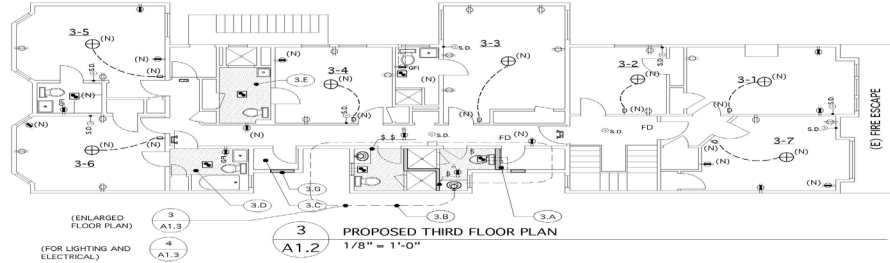 3-5
(N)
(N)
S.D.
(N)
GFI
(N)
S.D.
3-6
(N)
(N)
3.E
(N)
3-4
(N)
S.D.
(N)
GFI
S.D.
3-3
(N)
(N)
3-2
(N)
S.D.
3-1
(N)
(N)
S.D.
FD
FD
S.D.
S.D.
(N)
3-7
(N)
(N)
(N)
S.D.
(E) FIRE ESCAPE
GFI
3.D
3.G
3.C
3.B
3.A
(ENLARGED
FLOOR PLAN)
3
A1.3
(FOR LIGHTING AND
ELECTRICAL)
4
A1.3
3
A1.2
PROPOSED THIRD FLOOR PLAN
1/8" = 1'-0"